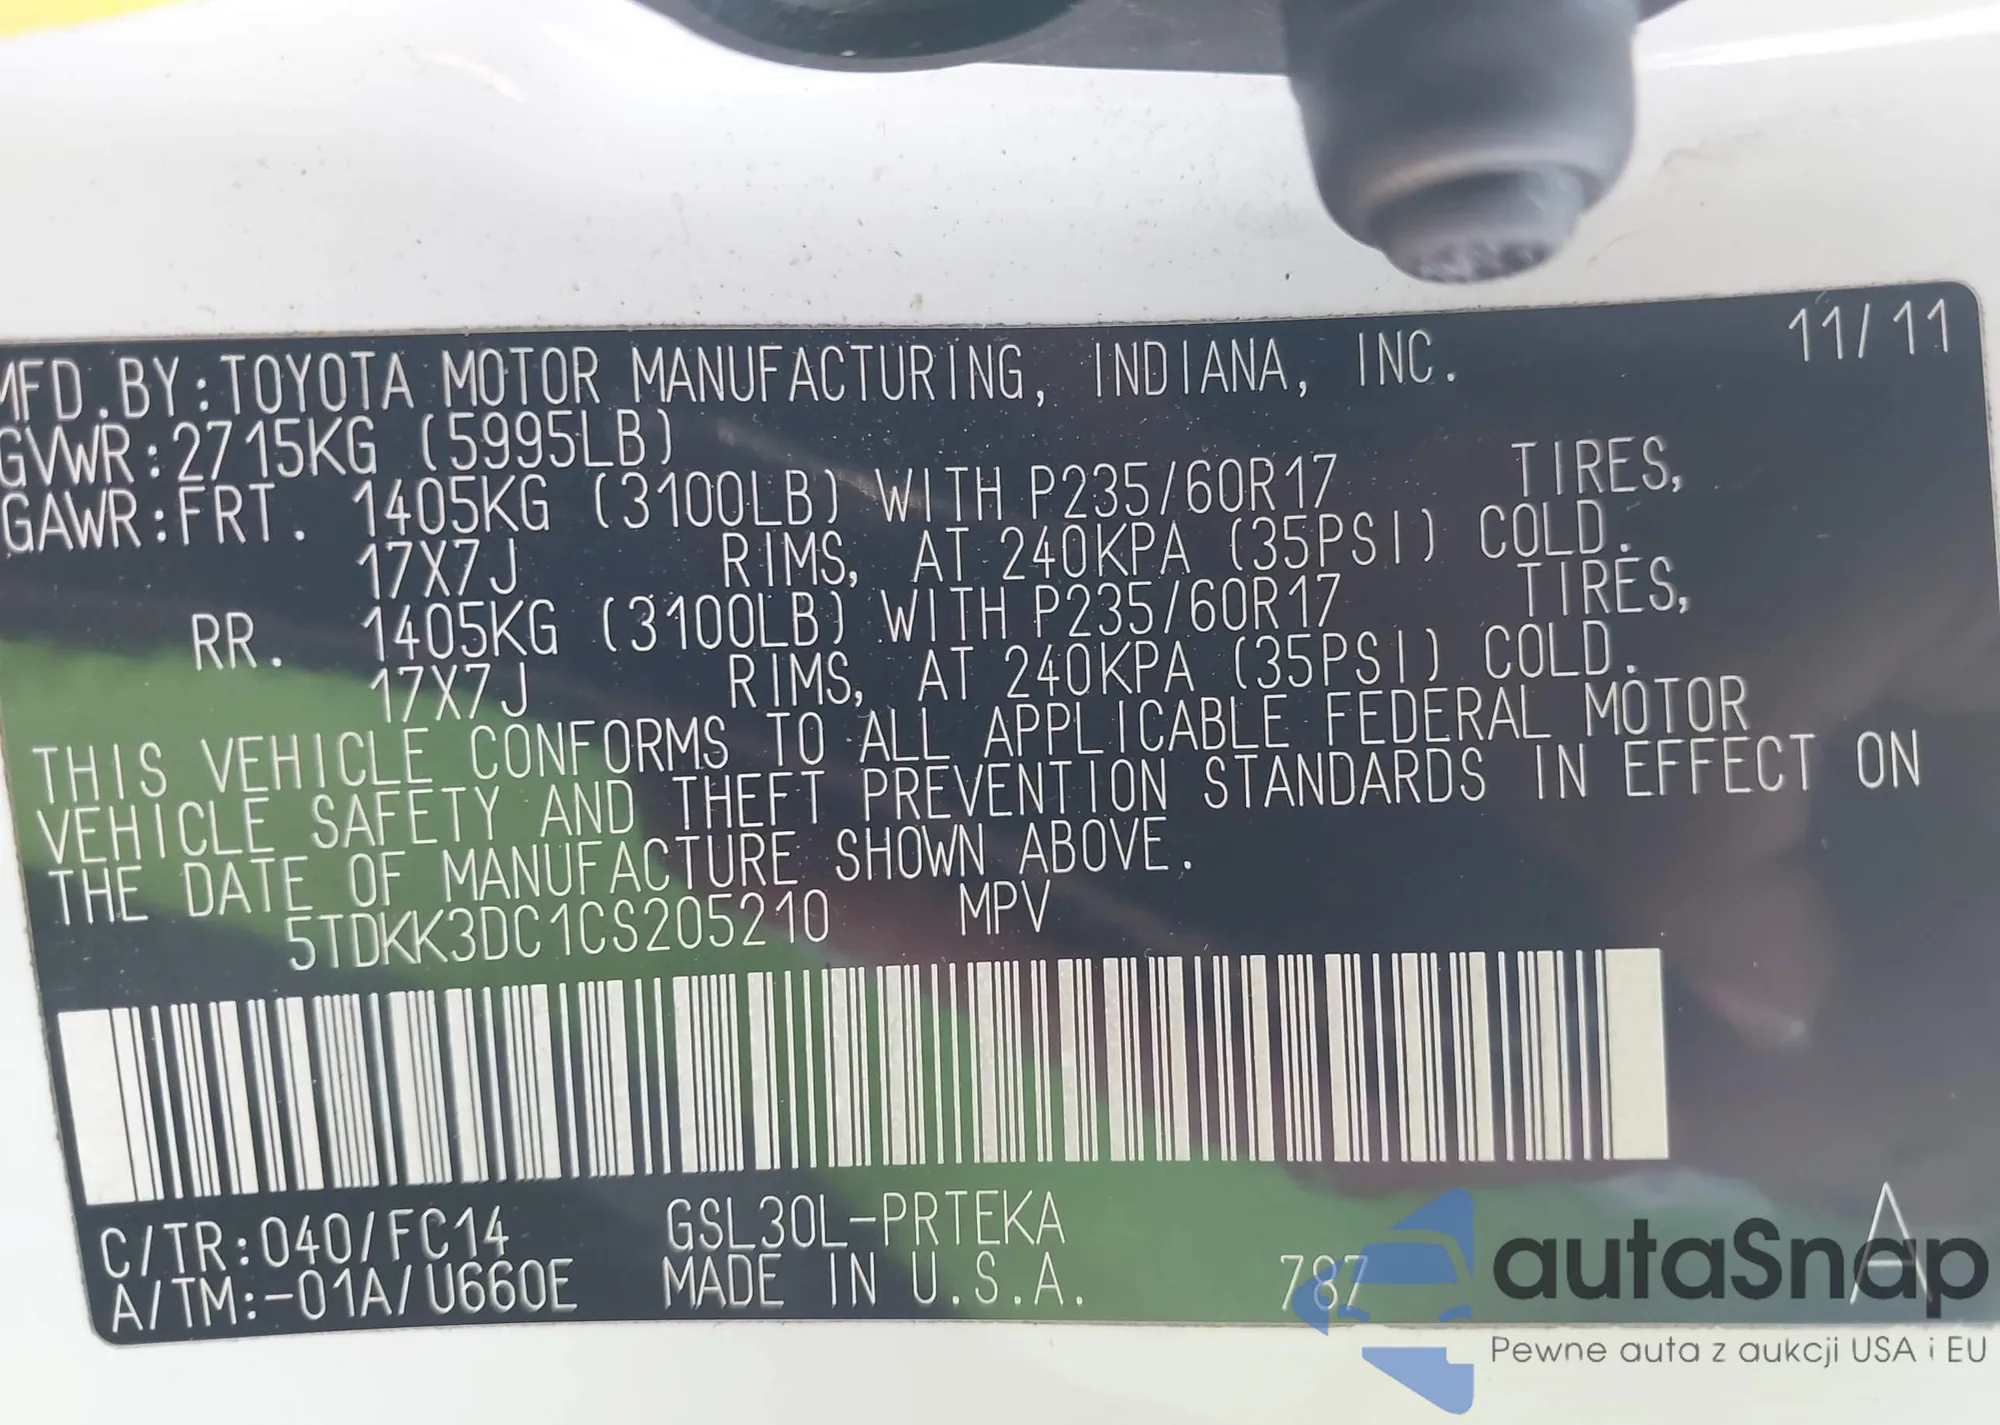 MFD.BY:TOYOTA MOTOR MANUFACTURING, INDIANA, INC. 11/11
GVWR:2715KG (5995LB)
GAWR:FRT. 1405KG (3100LB) WITH P235/60R17 TIRES,
17X7J RIMS, AT 240KPA (35PSI) COLD.
RR. 1405KG (3100LB) WITH P235/60R17 TIRES,
17X7J RIMS, AT 240KPA (35PSI) COLD.
THIS VEHICLE CONFORMS TO ALL APPLICABLE FEDERAL MOTOR
VEHICLE SAFETY AND THEFT PREVENTION STANDARDS IN EFFECT ON
THE DATE OF MANUFACTURE SHOWN ABOVE.
5TDKK3DC1CS205210 MPV
C/TR:040/FC14 GSL30L-PRTEKA
A/TM:-01A/U660E MADE IN U.S.A. 787 A
autoSnap
Pewne auta z aukcji USA i EU